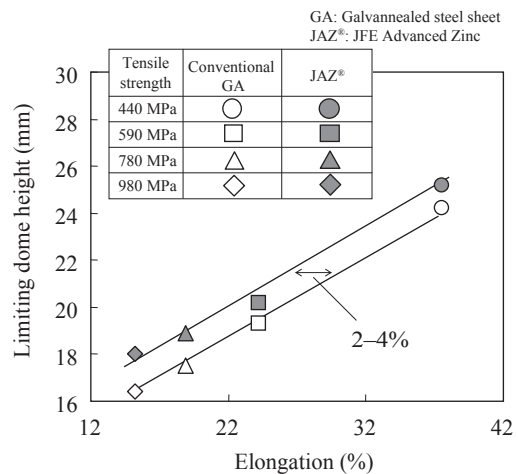 GA: Galvannealed steel sheet
JAZ®: JFE Advanced Zinc
Tensile strength Conventional GA JAZ®
440 MPa
590 MPa
780 MPa
980 MPa
Limiting dome height (mm)
30
28
26
24
22
20
18
16
2–4%
12 22 32 42
Elongation (%)